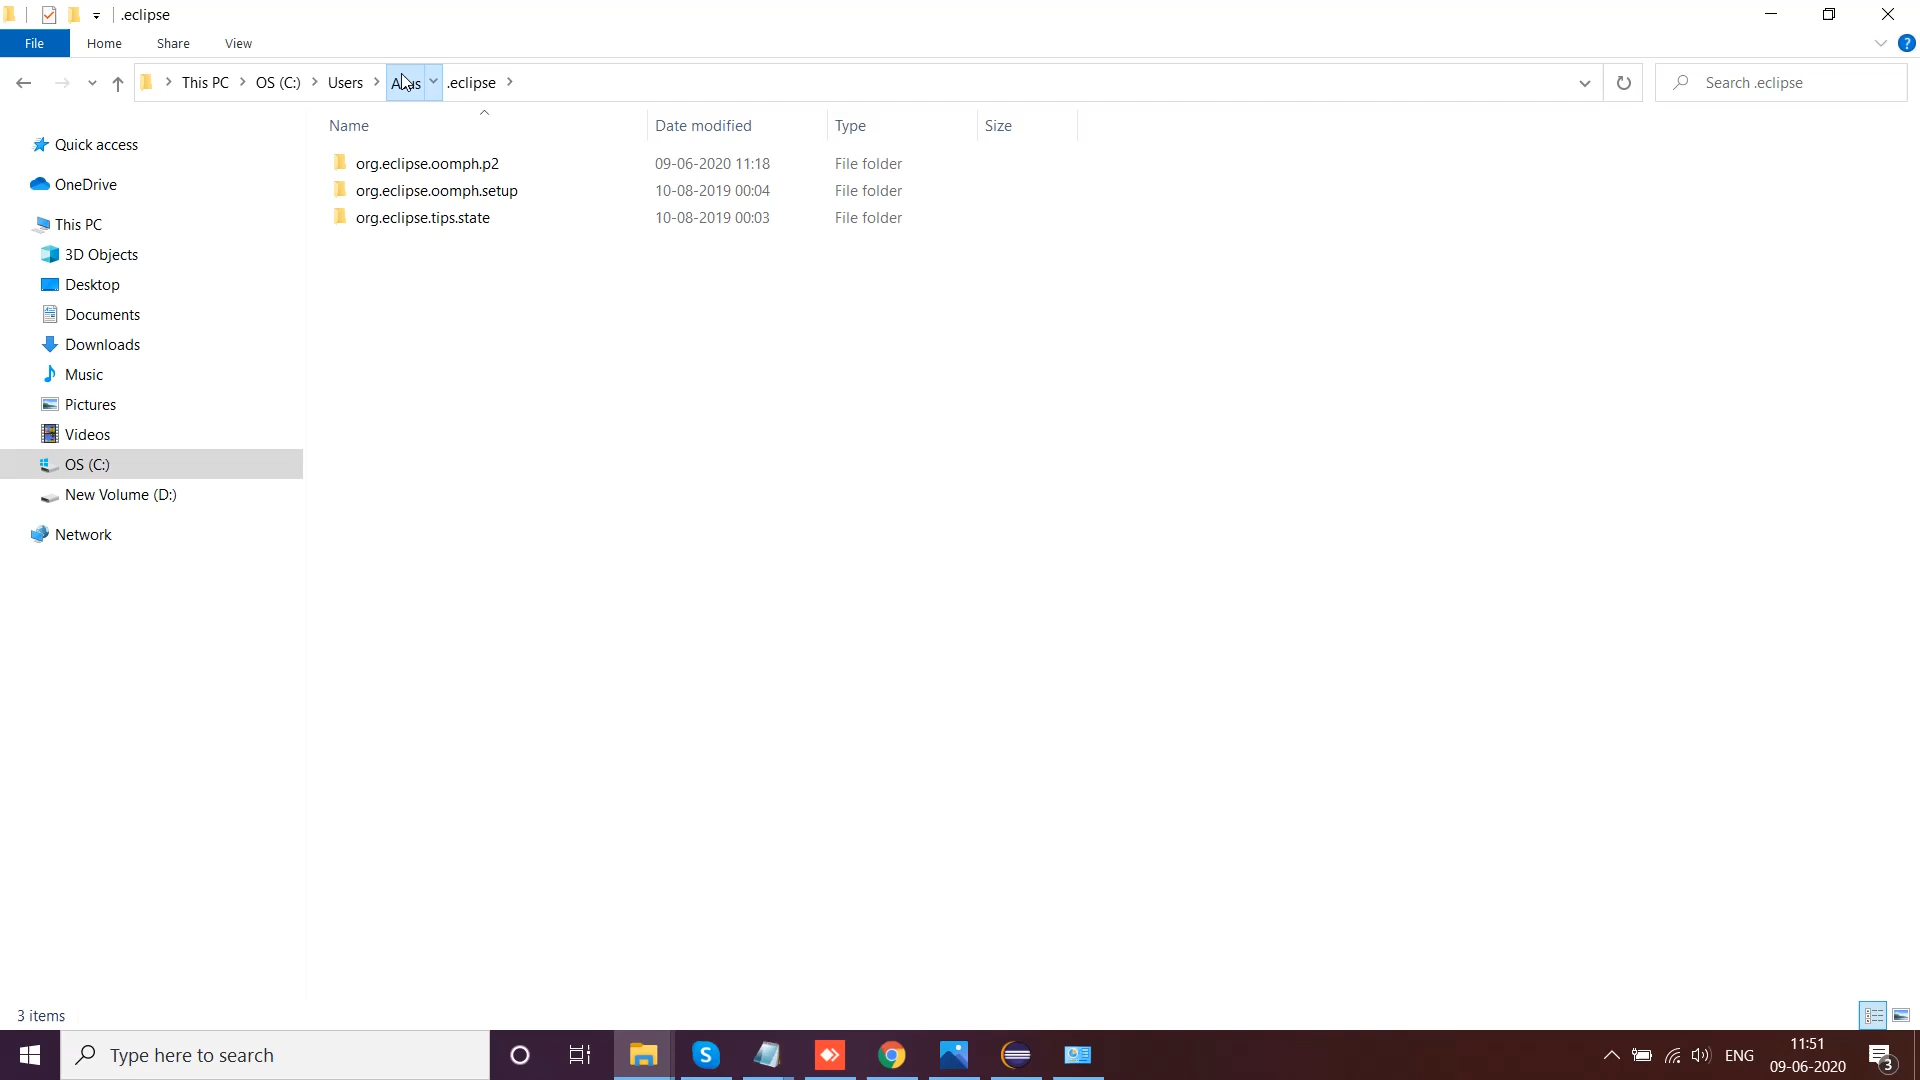 .eclipse
File Home Share View
This PC OS (C:) Users .eclipse
Search .eclipse
Name Date modified Type Size
Quick access
OneDrive
This PC
3D Objects
Desktop
Documents
Downloads
Music
Pictures
Videos
OS (C:)
New Volume (D:)
Network
org.eclipse.oomph.p2 09-06-2020 11:18 File folder
org.eclipse.oomph.setup 10-08-2019 00:04 File folder
org.eclipse.tips.state 10-08-2019 00:03 File folder
3 items
Type here to search
ENG
11:51
09-06-2020
3